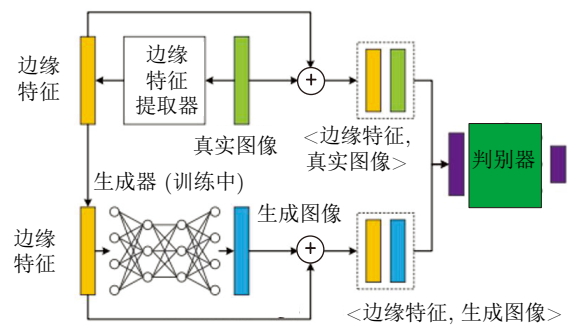 边缘
特征
边缘
特征
提取器
真实图像
+
<边缘特征,
真实图像>
判别器
生成器 (训练中)
边缘
特征
生成图像
+
<边缘特征, 生成图像>